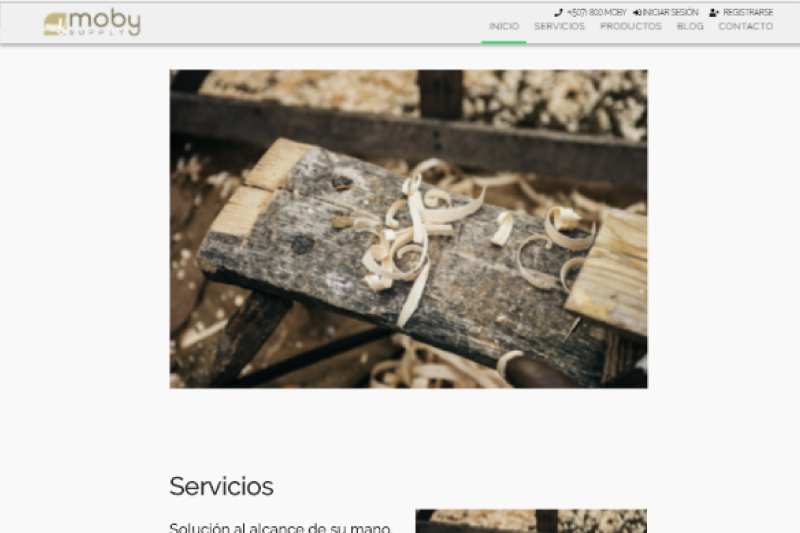 moby
SUPPLY
+(507) 800 MOBY INICIAR SESIÓN REGISTRARSE
INICIO SERVICIOS PRODUCTOS BLOG CONTACTO
Servicios
Solución al alcance de su mano.